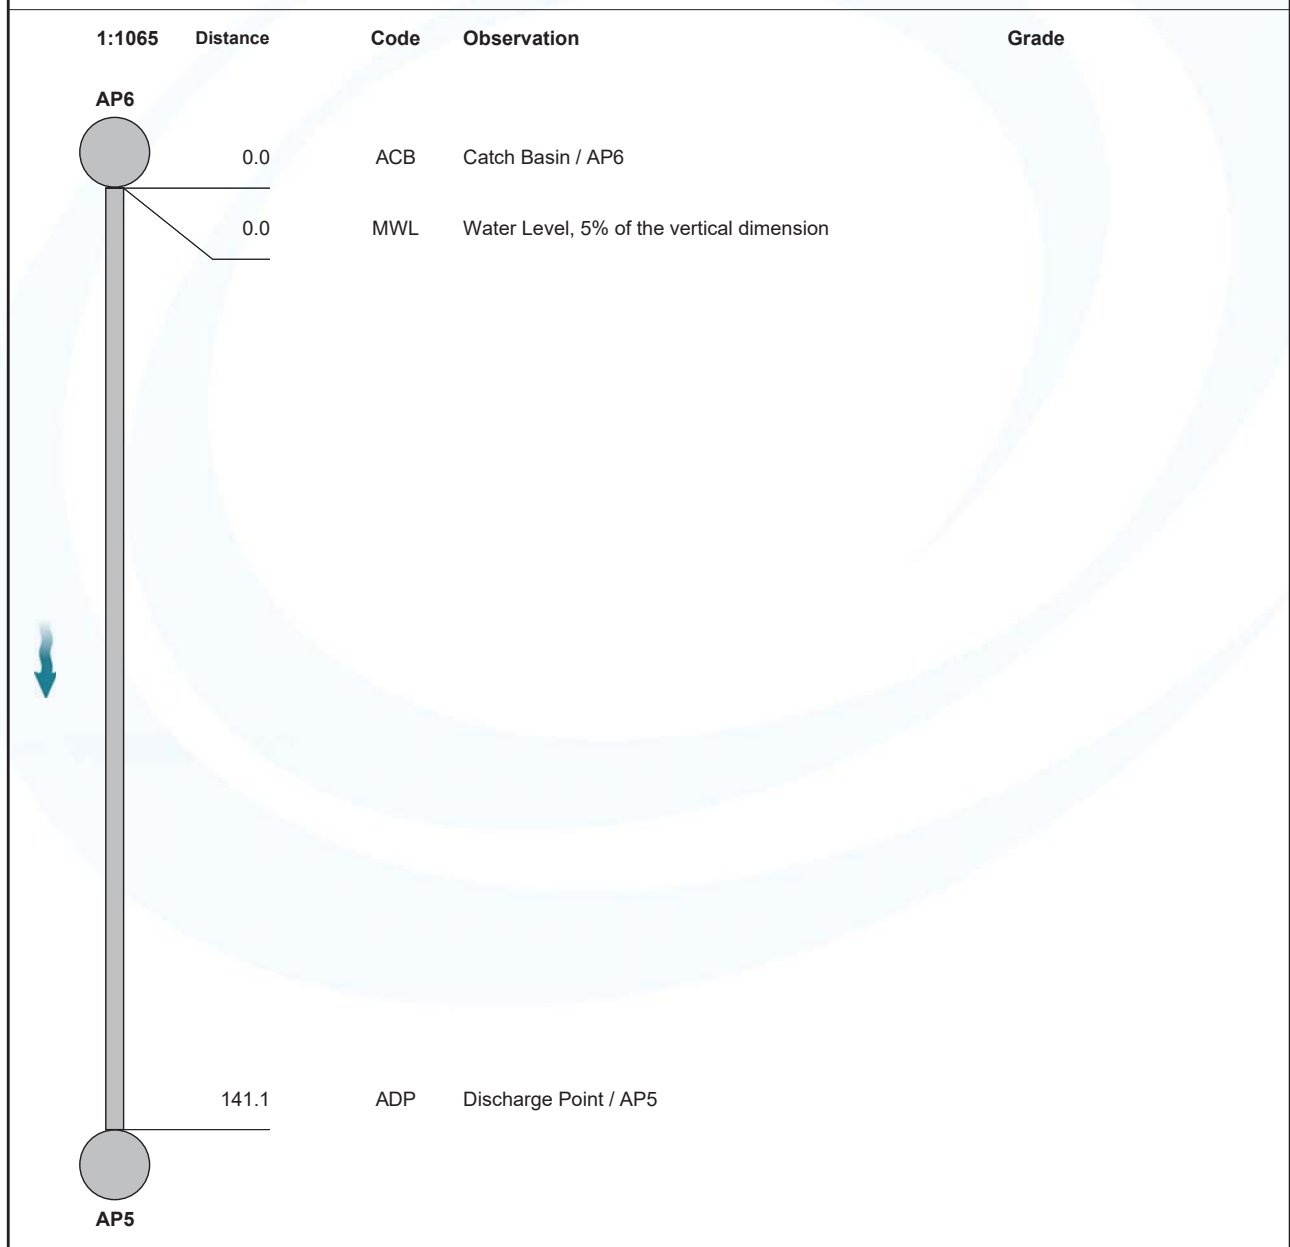 1:1065 Distance Code Observation Grade
AP6
0.0 ACB Catch Basin / AP6
0.0 MWL Water Level, 5% of the vertical dimension
141.1 ADP Discharge Point / AP5
AP5